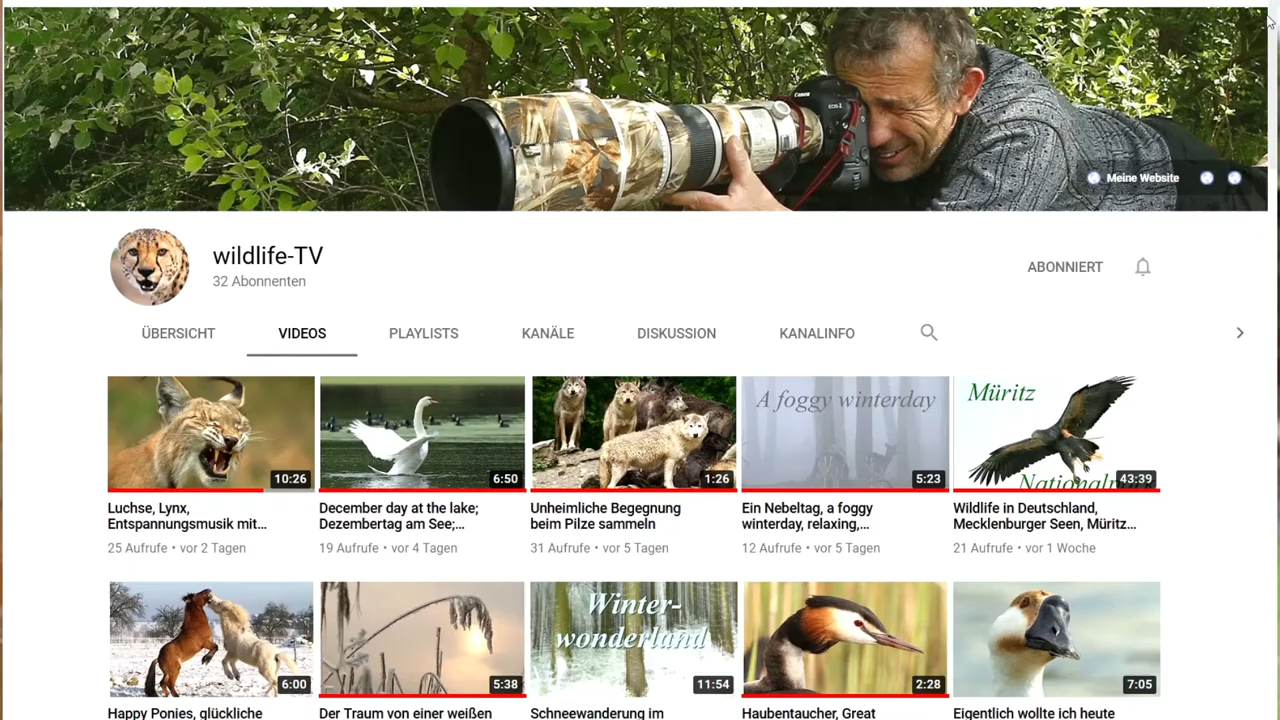 Canon
EOS-1
Meine Website
wildlife-TV
32 Abonnenten
ABONNIERT
ÜBERSICHT
VIDEOS
PLAYLISTS
KANÄLE
DISKUSSION
KANALINFO
10:26
6:50
1:26
A foggy winterday
5:23
Müritz
43:39
Luchse, Lynx,
Entspannungsmusik mit...
25 Aufrufe • vor 2 Tagen
December day at the lake;
Dezembertag am See;...
19 Aufrufe • vor 4 Tagen
Unheimliche Begegnung
beim Pilze sammeln
31 Aufrufe • vor 5 Tagen
Ein Nebeltag, a foggy
winterday, relaxing,...
12 Aufrufe • vor 5 Tagen
Wildlife in Deutschland,
Mecklenburger Seen, Müritz...
21 Aufrufe • vor 1 Woche
6:00
5:38
Winter-
wonderland
11:54
2:28
7:05
Happy Ponies, glückliche
Der Traum von einer weißen
Schneewanderung im
Haubentaucher, Great
Eigentlich wollte ich heute